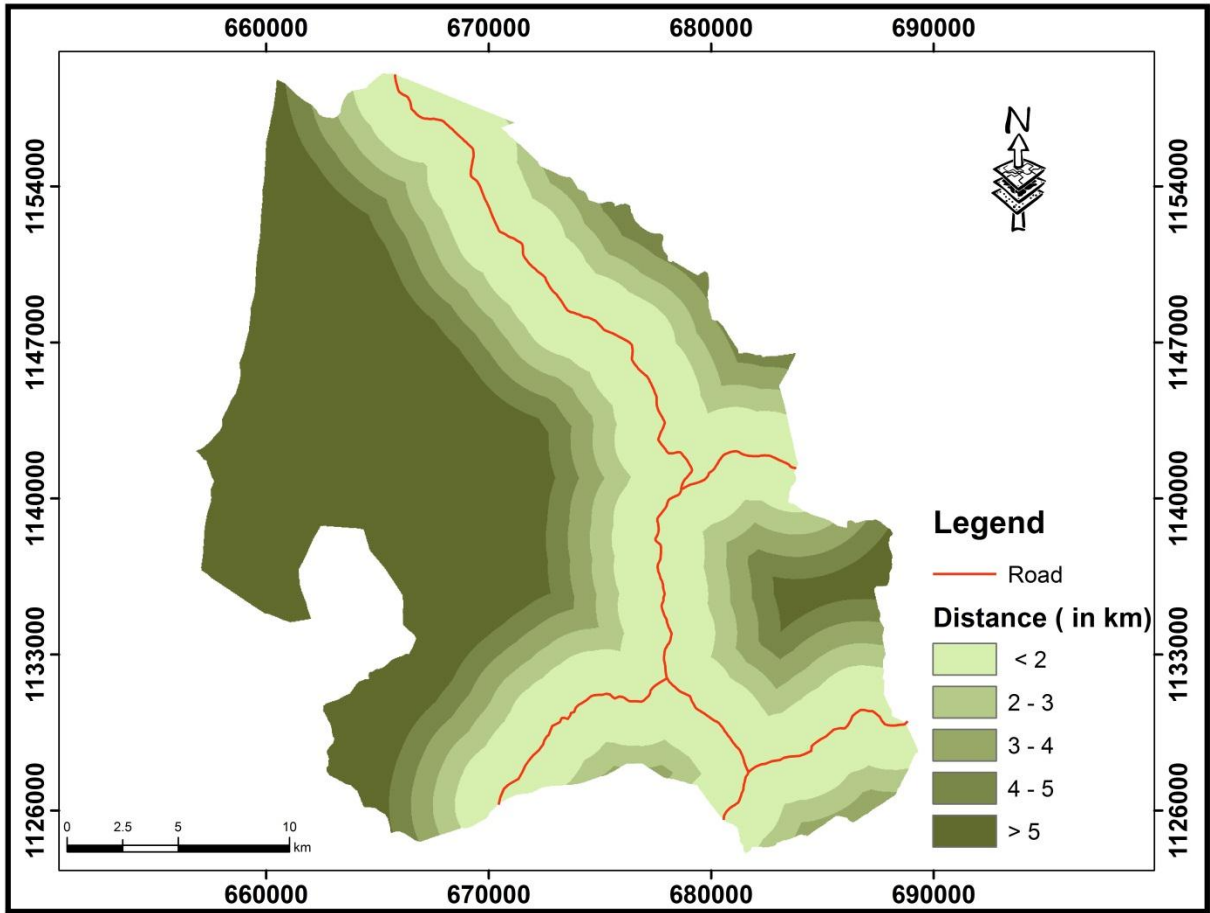 660000 670000 680000 690000
N
1154000 1154000
1147000 1147000
1140000 1140000
Legend
Road
Distance ( in km)
< 2
1133000 1133000
2 - 3
3 - 4
4 - 5
1126000 1126000
> 5
0 2.5 5 10
km
660000 670000 680000 690000